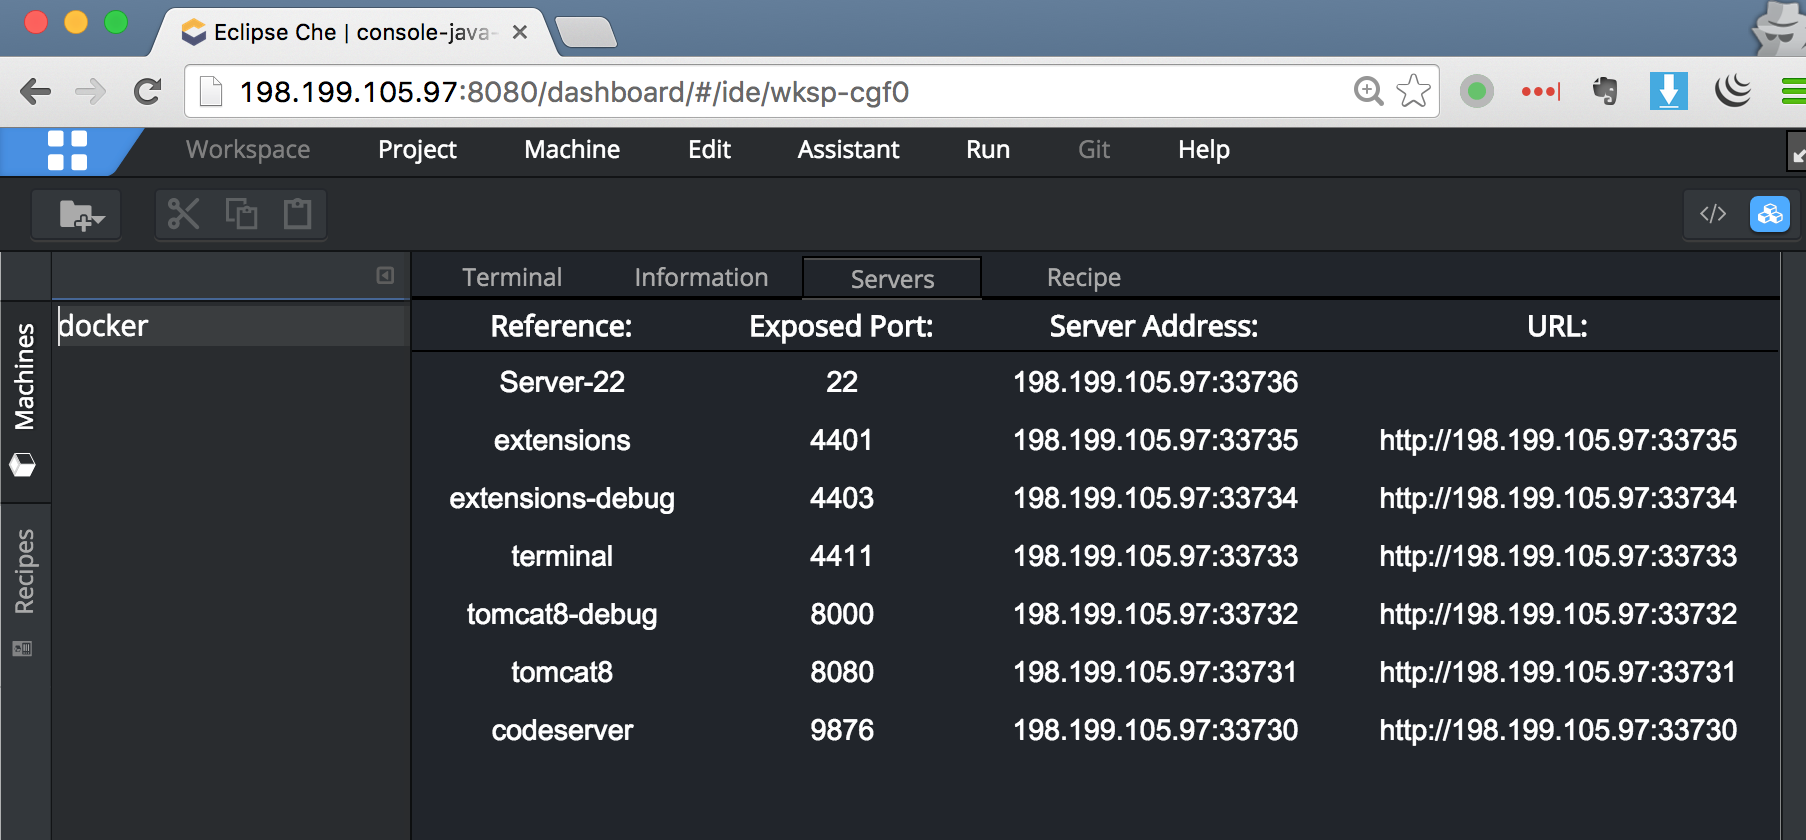 Eclipse Che | console-java-
198.199.105.97:8080/dashboard/#/ide/wksp-cgf0
Workspace Project Machine Edit Assistant Run Git Help
Terminal Information Servers Recipe
docker
Machines
Recipes
Reference: Exposed Port: Server Address: URL:
Server-22 22 198.199.105.97:33736
extensions 4401 198.199.105.97:33735 http://198.199.105.97:33735
extensions-debug 4403 198.199.105.97:33734 http://198.199.105.97:33734
terminal 4411 198.199.105.97:33733 http://198.199.105.97:33733
tomcat8-debug 8000 198.199.105.97:33732 http://198.199.105.97:33732
tomcat8 8080 198.199.105.97:33731 http://198.199.105.97:33731
codeserver 9876 198.199.105.97:33730 http://198.199.105.97:33730